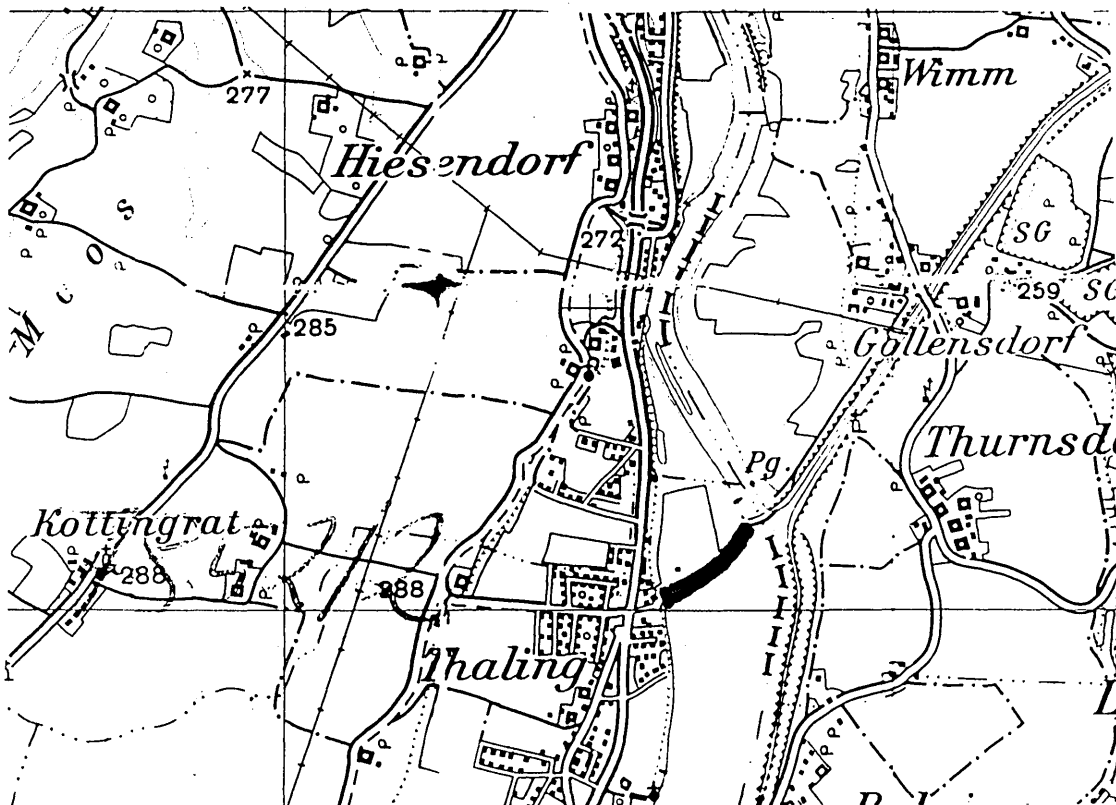 Wimm
277
Hiesendorf
SG
272
259
285
Gollensdorf
Thurnsd
Pg.
Kottingrat
288
288
Thaling